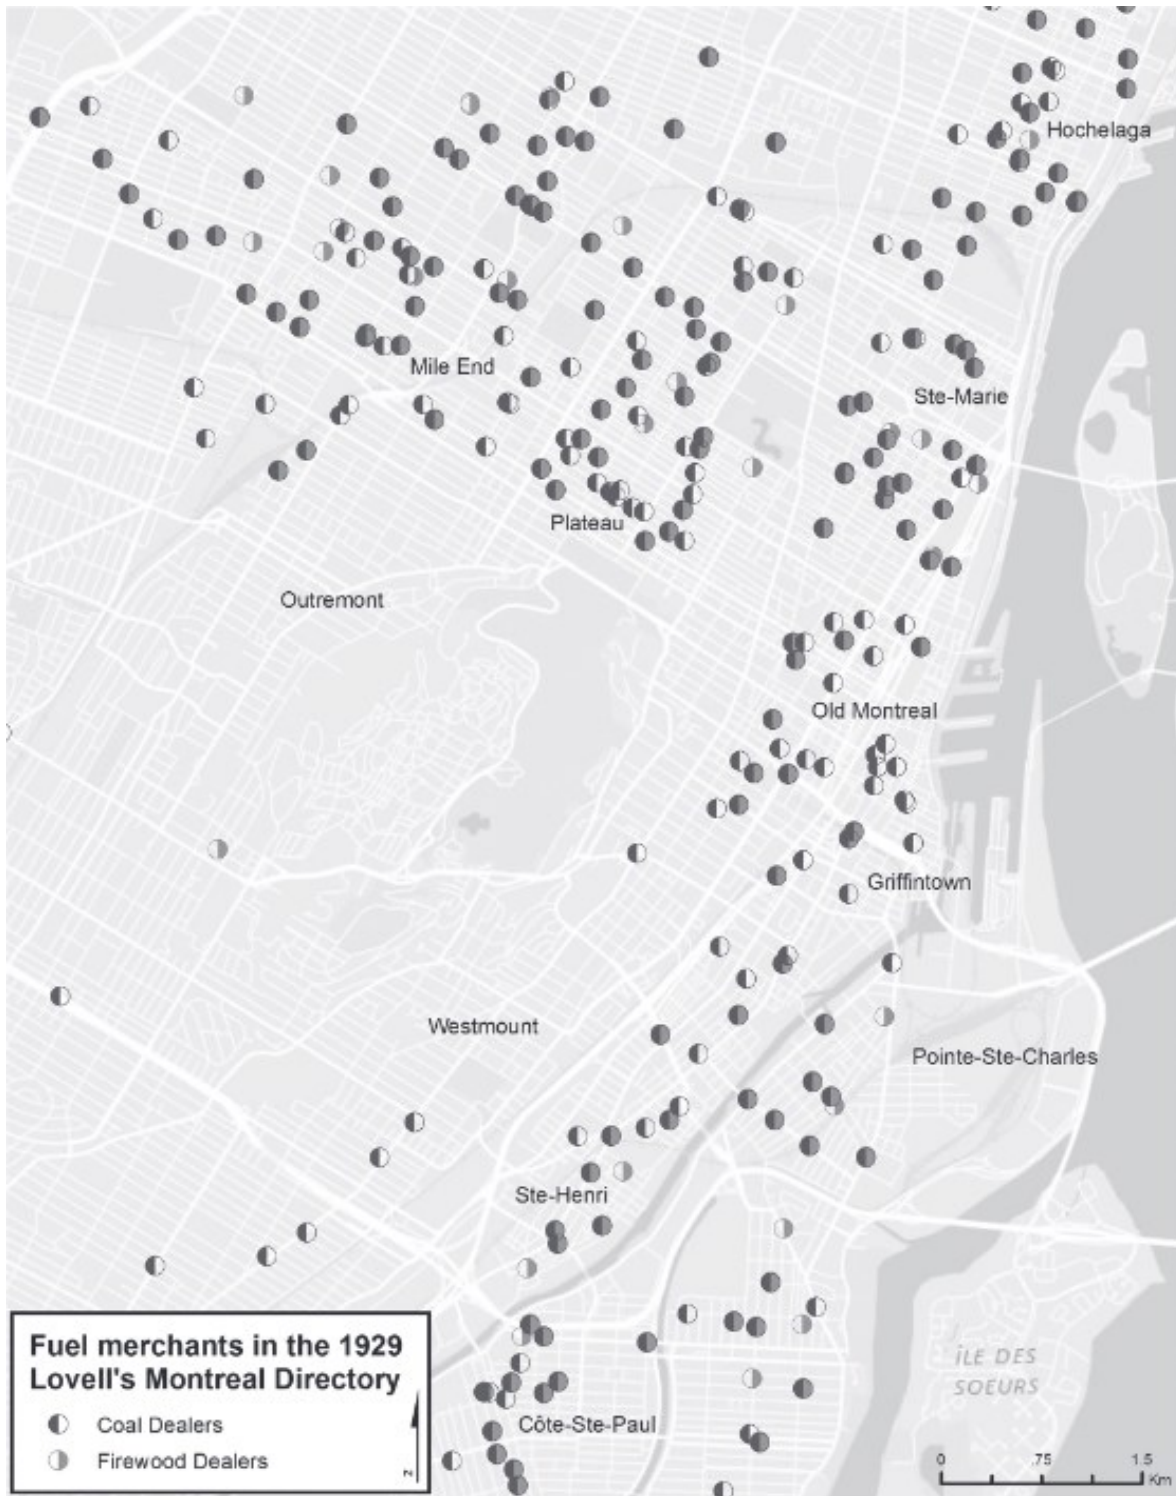 Hochelaga
Mile End
Ste-Marie
Plateau
Outremont
Old Montreal
Griffintown
Westmount
Pointe-Ste-Charles
Ste-Henri
Côte-Ste-Paul
ÎLE DES
SOEURS
Fuel merchants in the 1929
Lovell's Montreal Directory
Coal Dealers
Firewood Dealers
N
0 .75 1.5
Km